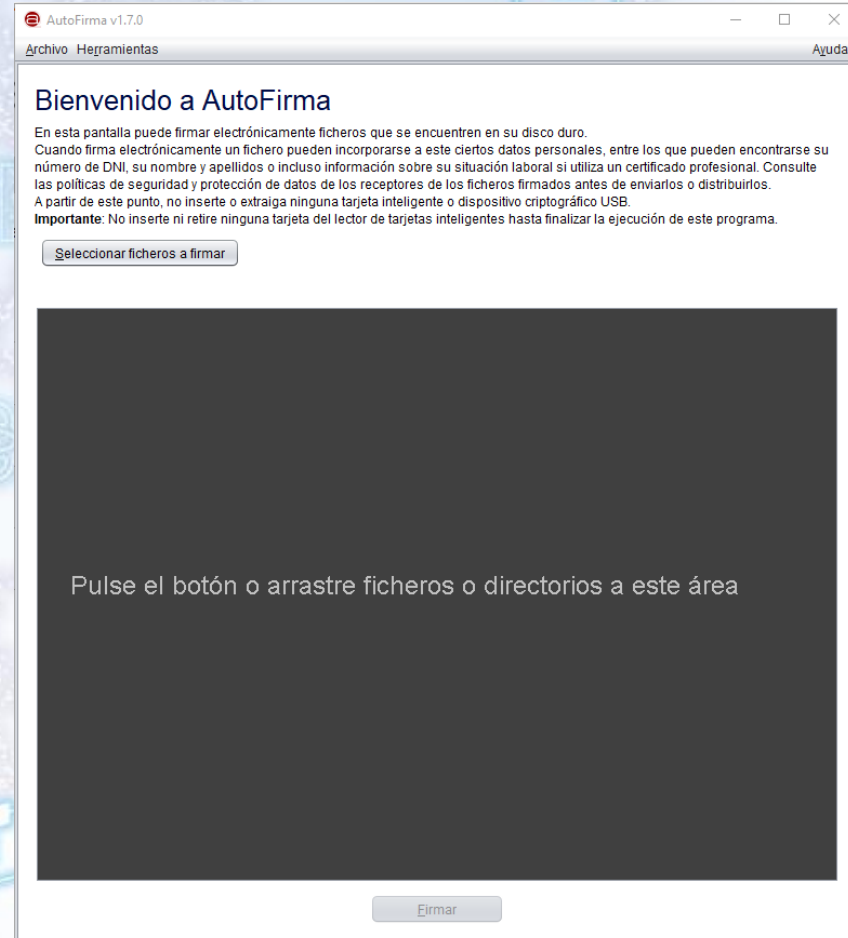 AutoFirma v1.7.0
Archivo Herramientas Ayuda
Bienvenido a AutoFirma
En esta pantalla puede firmar electrónicamente ficheros que se encuentren en su disco duro.
Cuando firma electrónicamente un fichero pueden incorporarse a este ciertos datos personales, entre los que pueden encontrarse su
número de DNI, su nombre y apellidos o incluso información sobre su situación laboral si utiliza un certificado profesional. Consulte
las políticas de seguridad y protección de datos de los receptores de los ficheros firmados antes de enviarlos o distribuirlos.
A partir de este punto, no inserte o extraiga ninguna tarjeta inteligente o dispositivo criptográfico USB.
Importante: No inserte ni retire ninguna tarjeta del lector de tarjetas inteligentes hasta finalizar la ejecución de este programa.
Seleccionar ficheros a firmar
Pulse el botón o arrastre ficheros o directorios a este área
Firmar